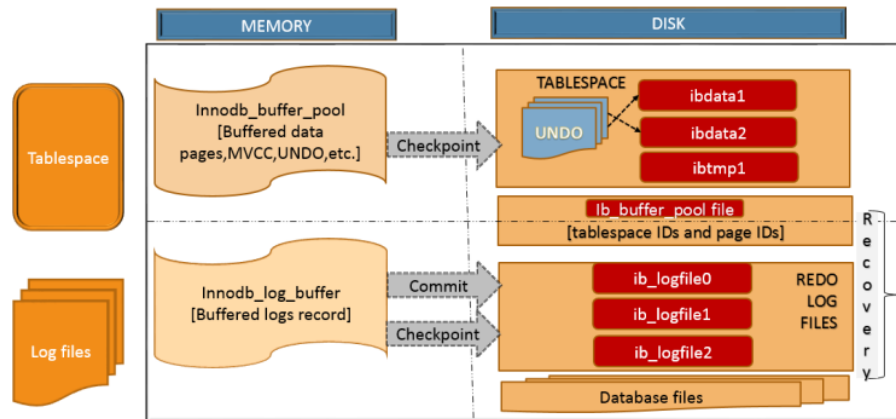 MEMORY
DISK
Tablespace
Innodb_buffer_pool
[Buffered data
pages,MVCC,UNDO,etc.]
Checkpoint
TABLESPACE
UNDO
ibdata1
ibdata2
ibtmp1
Ib_buffer_pool file
[tablespace IDs and page IDs]
Log files
Innodb_log_buffer
[Buffered logs record]
Commit
Checkpoint
ib_logfile0
ib_logfile1
ib_logfile2
REDO
LOG
FILES
Database files
Recovery